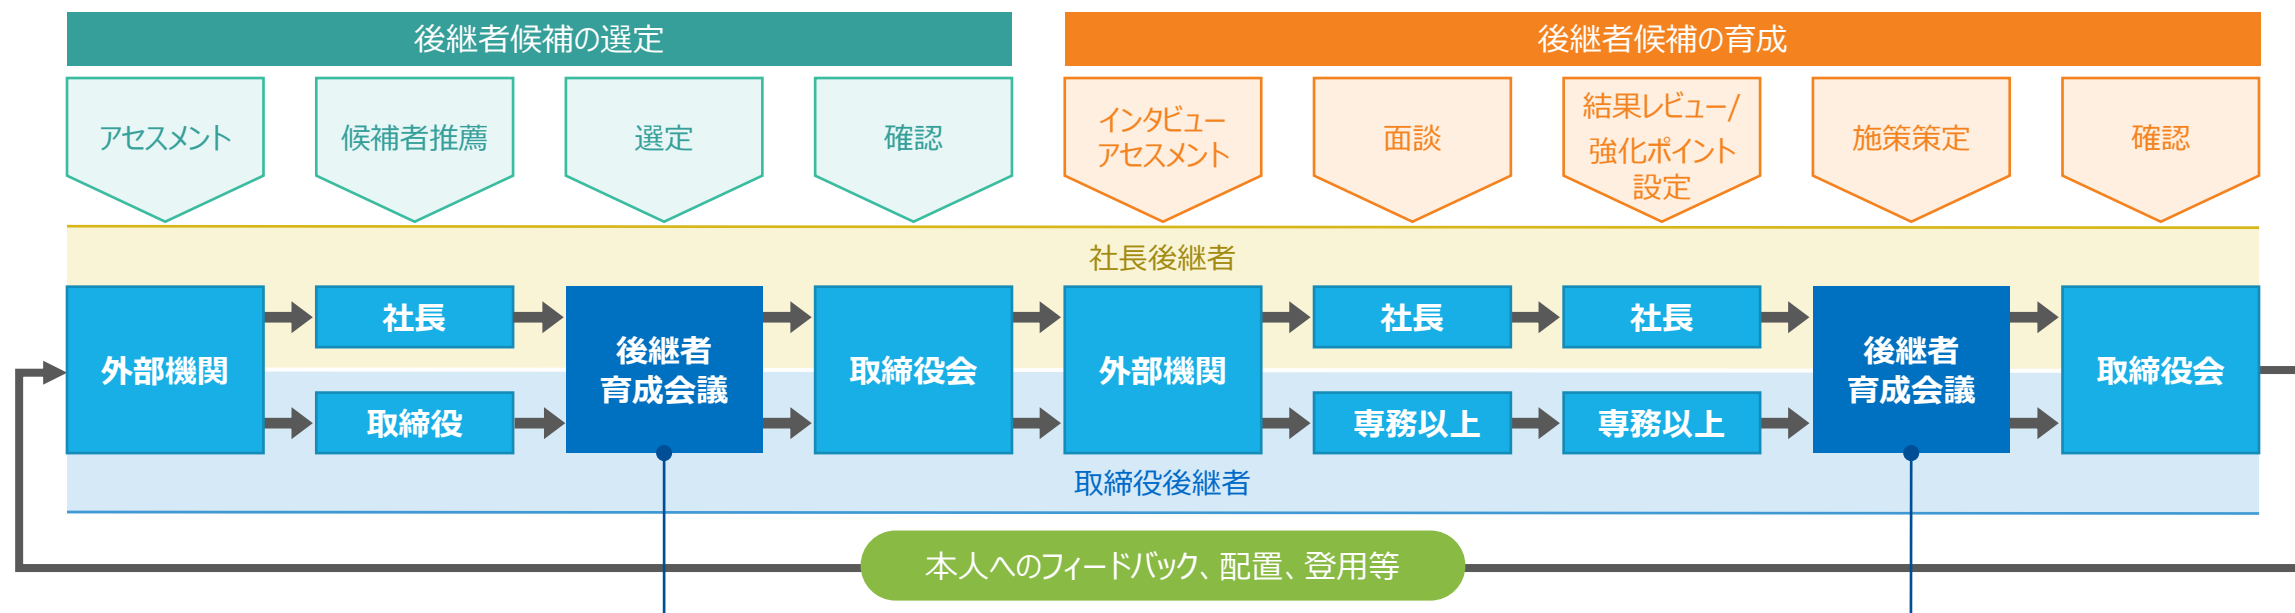 後継者候補の選定
後継者候補の育成
アセスメント
候補者推薦
選定
確認
インタビュー
アセスメント
面談
結果レビュー/
強化ポイント
設定
施策策定
確認
社長後継者
外部機関
社長
取締役
後継者
育成会議
取締役会
外部機関
社長
専務以上
社長
専務以上
後継者
育成会議
取締役会
取締役後継者
本人へのフィードバック、配置、登用等